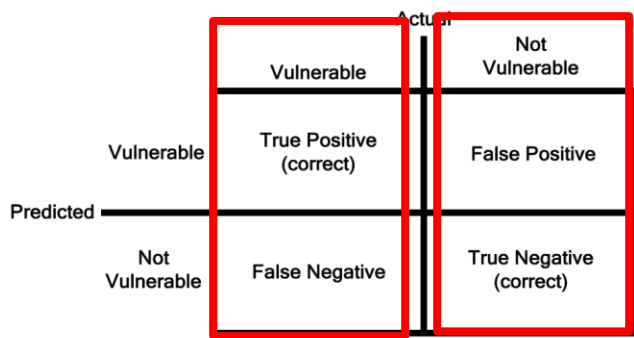 Actual
Vulnerable
Not
Vulnerable
Vulnerable
True Positive
(correct)
False Positive
Predicted
Not
Vulnerable
False Negative
True Negative
(correct)